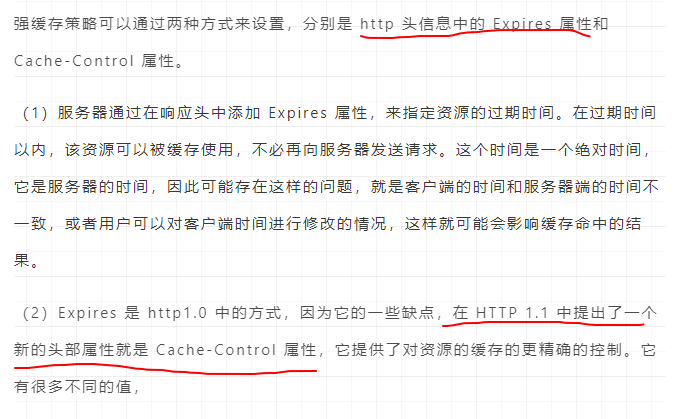 强缓存策略可以通过两种方式来设置，分别是 http 头信息中的 Expires 属性和
Cache-Control 属性。
（1）服务器通过在响应头中添加 Expires 属性，来指定资源的过期时间。在过期时间
以内，该资源可以被缓存使用，不必再向服务器发送请求。这个时间是一个绝对时间，
它是服务器的时间，因此可能存在这样的问题，就是客户端的时间和服务器端的时间不
一致，或者用户可以对客户端时间进行修改的情况，这样就可能会影响缓存命中的结
果。
（2）Expires 是 http1.0 中的方式，因为它的一些缺点，在 HTTP 1.1 中提出了一个
新的头部属性就是 Cache-Control 属性，它提供了对资源的缓存的更精确的控制。它
有很多不同的值，